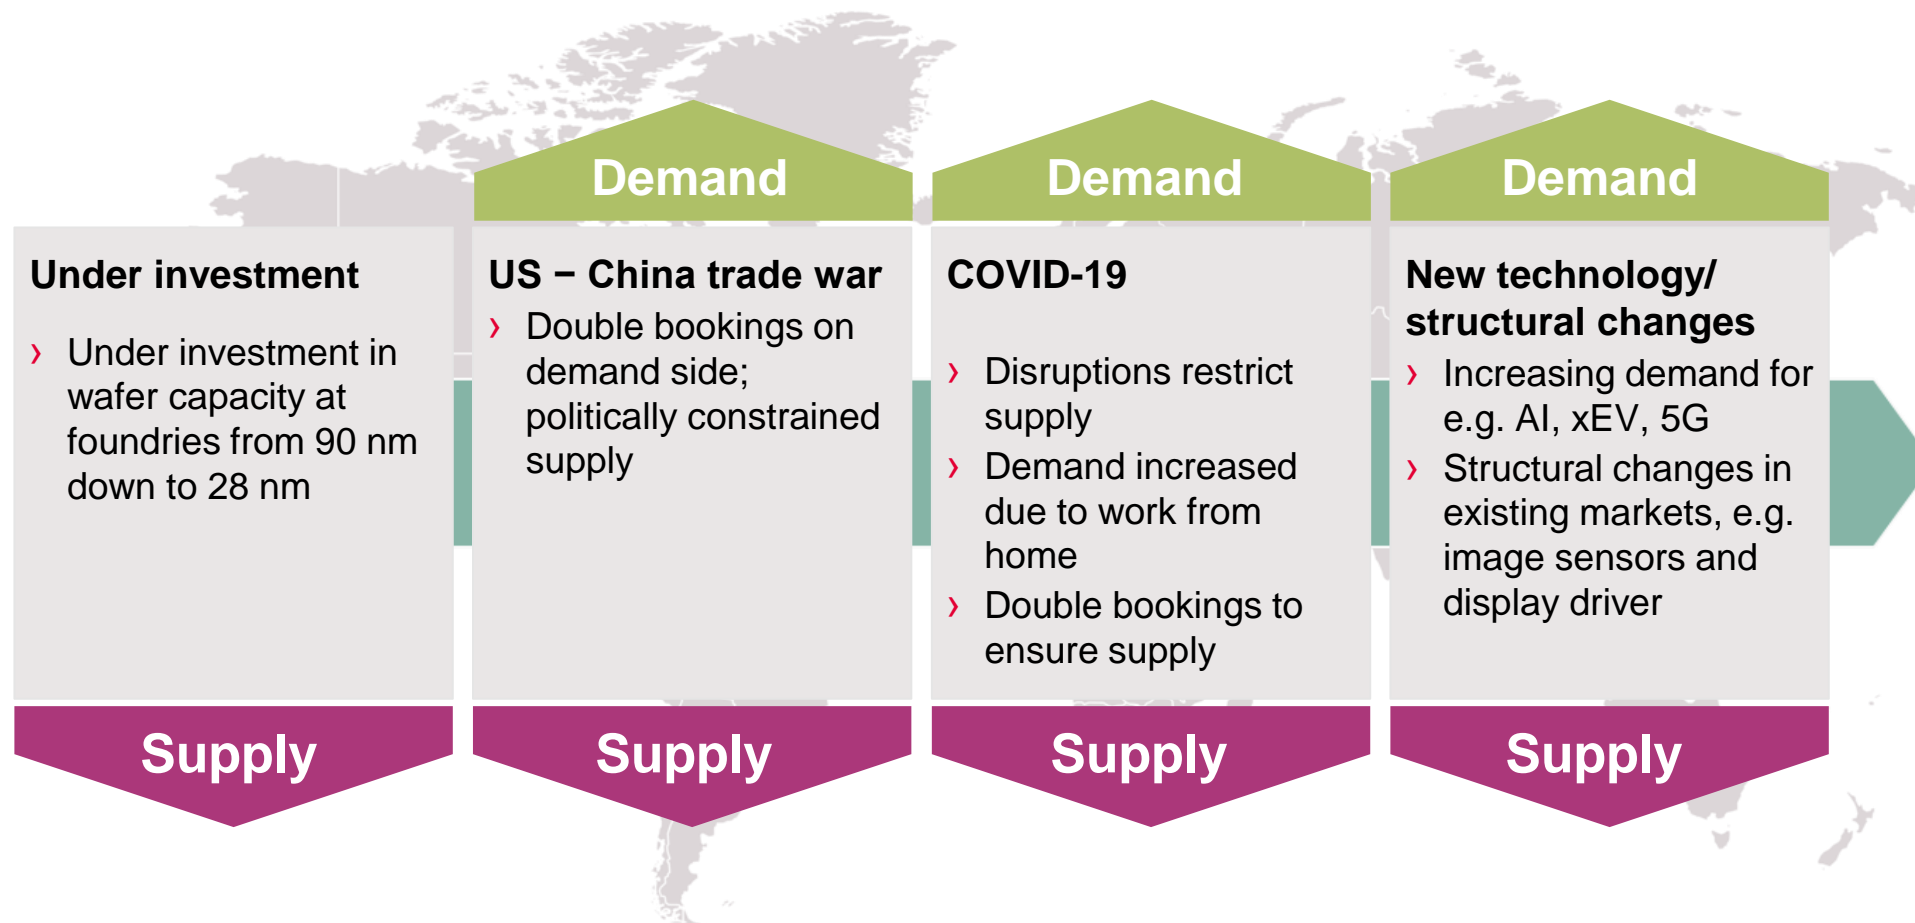 Demand
Demand
Demand
Under investment
› Under investment in
wafer capacity at
foundries from 90 nm
down to 28 nm
US − China trade war
› Double bookings on
demand side;
politically constrained
supply
COVID-19
› Disruptions restrict
supply
› Demand increased
due to work from
home
› Double bookings to
ensure supply
New technology/
structural changes
› Increasing demand for
e.g. AI, xEV, 5G
› Structural changes in
existing markets, e.g.
image sensors and
display driver
Supply
Supply
Supply
Supply